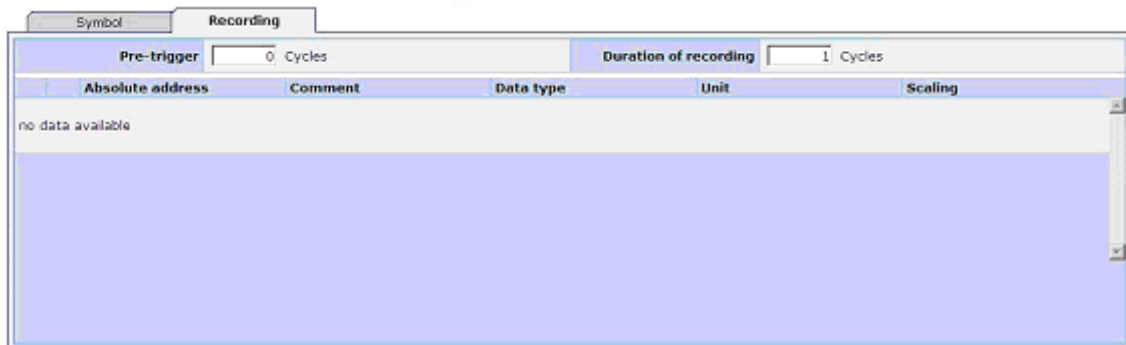 Symbol Recording
Pre-trigger 0 Cycles Duration of recording 1 Cycles
Absolute address Comment Data type Unit Scaling
no data available